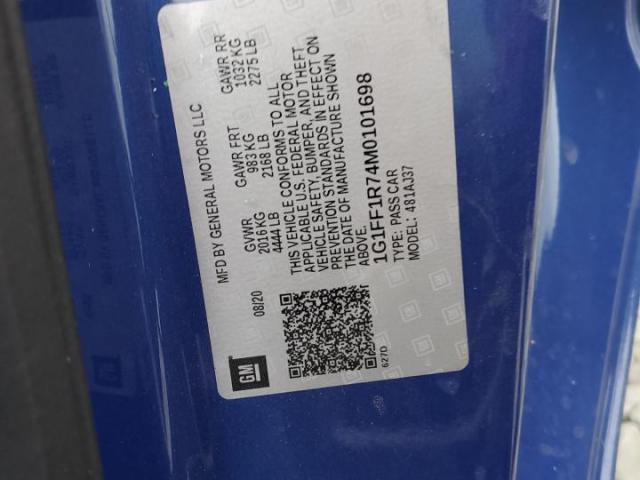 MFD BY GENERAL MOTORS LLC
08/20 GVWR GAWR FRT GAWR RR
2016 KG 983 KG 1032 KG
4444 LB 2168 LB 2275 LB
THIS VEHICLE CONFORMS TO ALL
APPLICABLE U.S. FEDERAL MOTOR
VEHICLE SAFETY, BUMPER, AND THEFT
PREVENTION STANDARDS IN EFFECT ON
THE DATE OF MANUFACTURE SHOWN
ABOVE.
1G1FF1R74M0101698
TYPE: PASS CAR
MODEL: 481AJ37
GM
627D